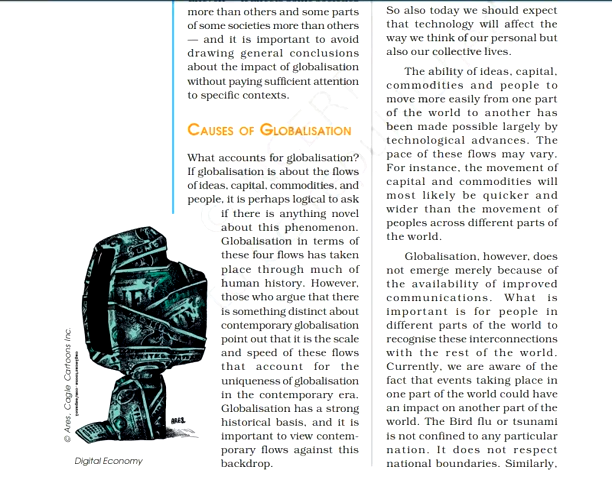 more than others and some parts
of some societies more than others
— and it is important to avoid
drawing general conclusions
about the impact of globalisation
without paying sufficient attention
to specific contexts.
CAUSES OF GLOBALISATION
What accounts for globalisation?
If globalisation is about the flows
of ideas, capital, commodities, and
people, it is perhaps logical to ask
if there is anything novel
about this phenomenon.
Globalisation in terms of
these four flows has taken
place through much of
human history. However,
those who argue that there
is something distinct about
contemporary globalisation
point out that it is the scale
and speed of these flows
that account for the
uniqueness of globalisation
in the contemporary era.
Globalisation has a strong
historical basis, and it is
important to view contem-
porary flows against this
backdrop.
© Ares, Cagle Cartoons Inc.
ARES
Digital Economy
So also today we should expect
that technology will affect the
way we think of our personal but
also our collective lives.
The ability of ideas, capital,
commodities and people to
move more easily from one part
of the world to another has
been made possible largely by
technological advances. The
pace of these flows may vary.
For instance, the movement of
capital and commodities will
most likely be quicker and
wider than the movement of
peoples across different parts of
the world.
Globalisation, however, does
not emerge merely because of
the availability of improved
communications. What is
important is for people in
different parts of the world to
recognise these interconnections
with the rest of the world.
Currently, we are aware of the
fact that events taking place in
one part of the world could have
an impact on another part of the
world. The Bird flu or tsunami
is not confined to any particular
nation. It does not respect
national boundaries. Similarly,